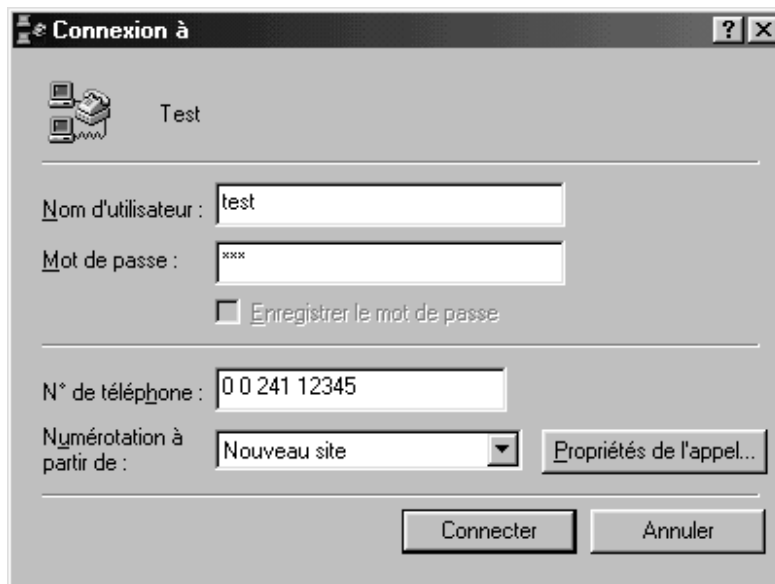 Connexion à
Test
Nom d'utilisateur : test
Mot de passe : ***
Enregistrer le mot de passe
N° de téléphone : 0 0 241 12345
Numérotation à
partir de : Nouveau site Propriétés de l'appel...
Connecter Annuler